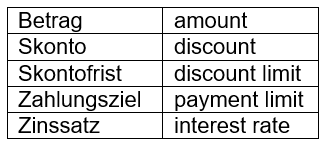 Betrag amount
Skonto discount
Skontofrist discount limit
Zahlungsziel payment limit
Zinssatz interest rate